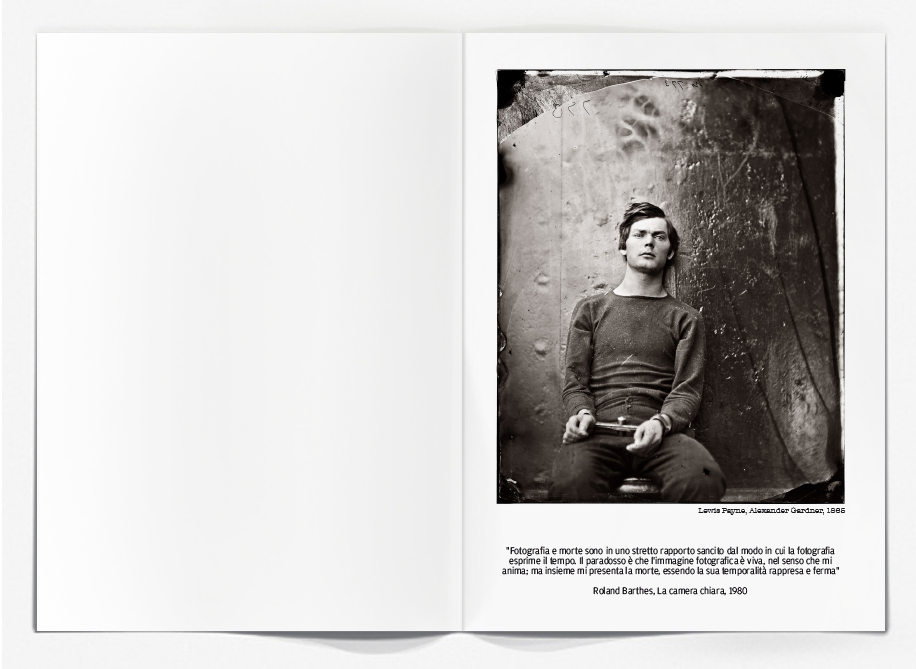 Lewis Payne, Alexander Gardner, 1865
"Fotografia e morte sono in uno stretto rapporto sancito dal modo in cui la fotografia
esprime il tempo. Il paradosso è che l'immagine fotografica è viva, nel senso che mi
anima; ma insieme mi presenta la morte, essendo la sua temporalità rappresa e ferma"
Roland Barthes, La camera chiara, 1980